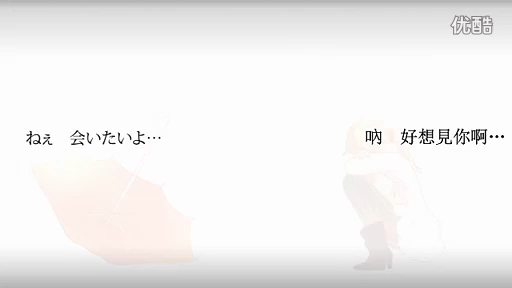 优酷
ねぇ　会いたいよ…
吶　好想見你啊…